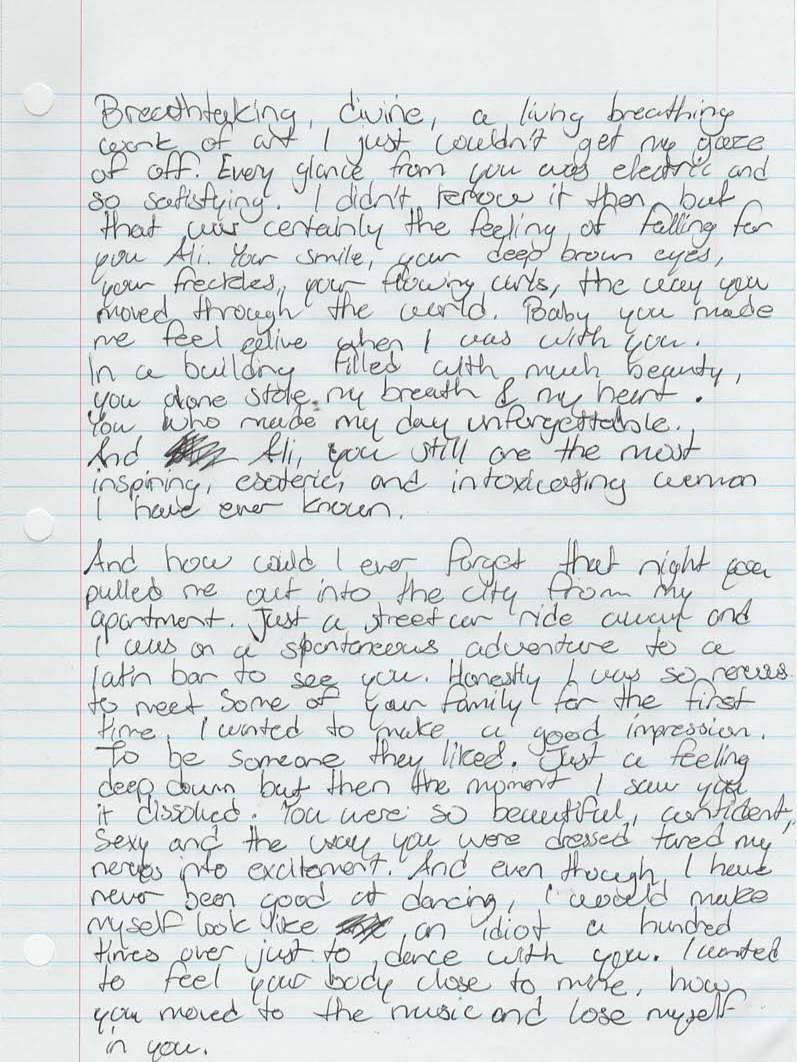 Breathtaking, divine, a living breathing
work of art I just couldn't get my gaze
of off. Every glance from you was electric and
so satisfying. I didn't it then, but
that was certainly the feeling of falling for
you Ali. Your smile, your deep brown eyes,
your freckles, your flowing curls, the way you
moved through the world. Baby you made
me feel alive when I was with you.
In a building filled with much beauty,
you alone stole my breath & my heart.
You who made my day unforgettable.
And Ali, you still are the most
inspiring, esoteric, and intoxicating woman
I have ever known.
And how could I ever forget that night you
pulled me out into the city from my
apartment. Just a streetcar ride away and
I was on a spontaneous adventure to a
latin bar to see you. Honestly I was so nervous
to meet some of your family for the first
time, I wanted to make a good impression.
To be someone they liked. Just a feeling
deep down but then the moment I saw you
it dissolved. You were so beautiful, confident,
sexy and the way you were dressed my
nerves into excitement. And even though I have
never been good at dancing, I would make
myself look like an idiot a hundred
times over just to dance with you. I wanted
to feel your body close to mine, how
you moved to the music and lose myself
in you.